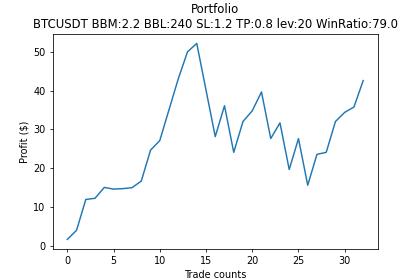 Portfolio
BTCUSDT BBM:2.2 BBL:240 SL:1.2 TP:0.8 lev:20 WinRatio:79.0
50
40
30
20
10
0
Profit ($)
0 5 10 15 20 25 30
Trade counts